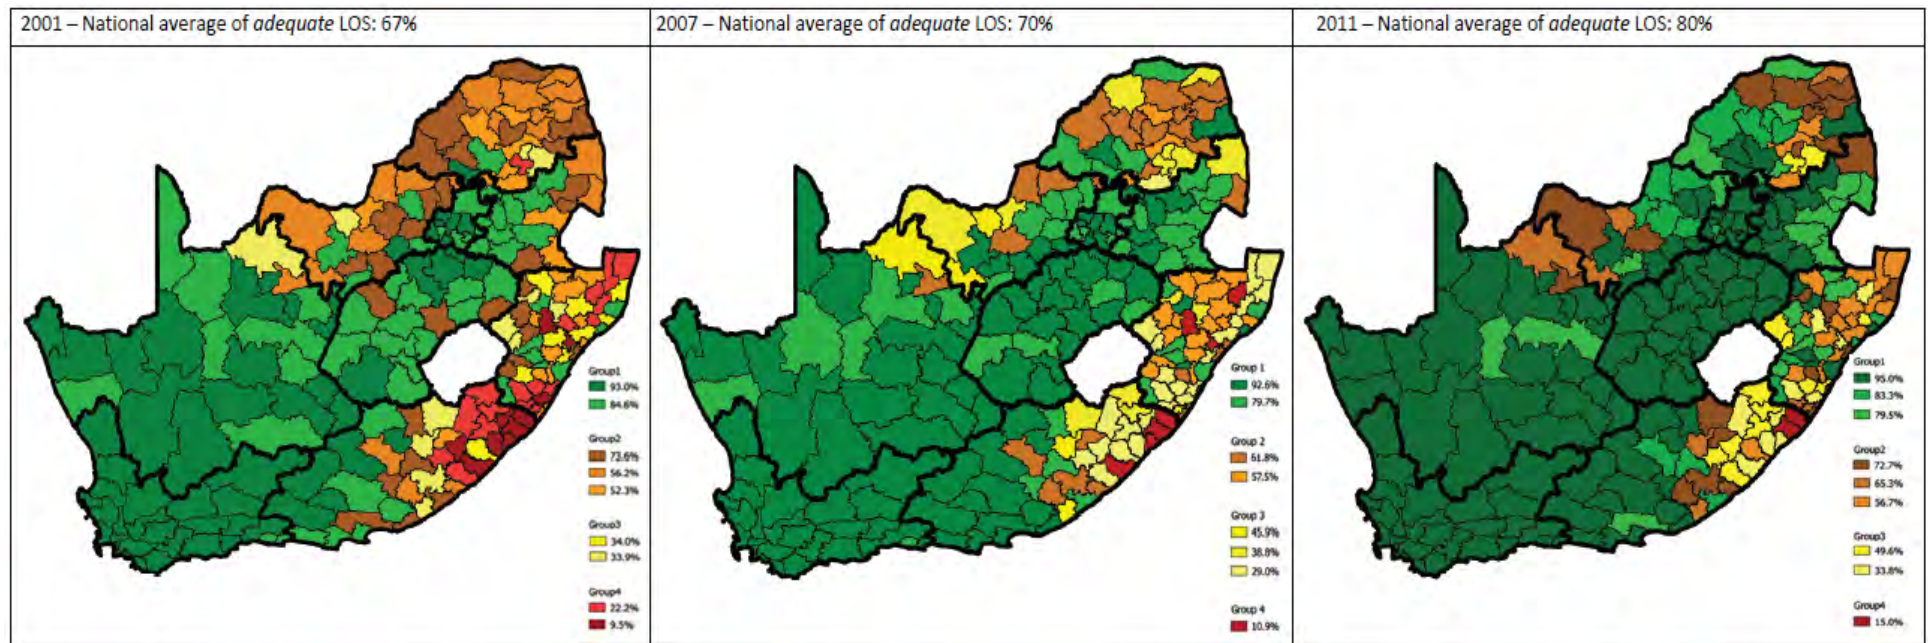 2001 – National average of adequate LOS: 67%
2007 – National average of adequate LOS: 70%
2011 – National average of adequate LOS: 80%
Group1
93.0%
84.6%
Group2
73.6%
56.2%
52.3%
Group3
34.0%
33.9%
Group4
22.2%
9.5%
Group 1
92.6%
79.7%
Group 2
61.8%
57.5%
Group 3
45.9%
38.8%
29.0%
Group 4
10.9%
Group1
95.0%
83.3%
79.5%
Group2
72.7%
65.3%
56.7%
Group3
49.6%
33.8%
Group4
15.0%